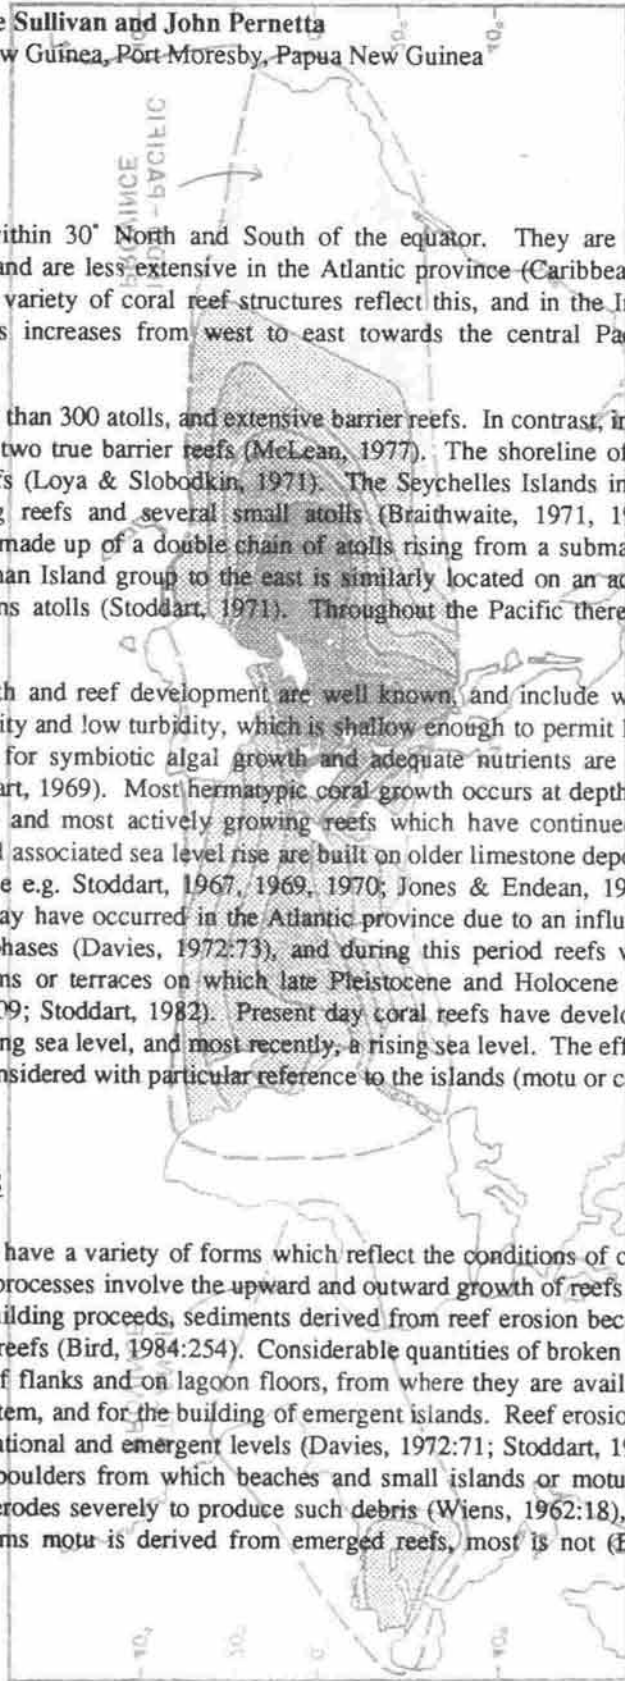 e Sullivan and John Pernetta
w Guinea, Port Moresby, Papua New Guinea
ithin 30° North and South of the equator. They are
and are less extensive in the Atlantic province (Caribbea
variety of coral reef structures reflect this, and in the I
s increases from west to east towards the central Pa
than 300 atolls, and extensive barrier reefs. In contrast, in
two true barrier reefs (McLean, 1977). The shoreline of
fs (Loya & Slobodkin, 1971). The Seychelles Islands in
g reefs and several small atolls (Braithwaite, 1971, 1
made up of a double chain of atolls rising from a subma
nan Island group to the east is similarly located on an ac
ns atolls (Stoddart, 1971). Throughout the Pacific there
th and reef development are well known, and include w
ity and low turbidity, which is shallow enough to permit
for symbiotic algal growth and adequate nutrients are
art, 1969). Most hermatypic coral growth occurs at depth
and most actively growing reefs which have continue
l associated sea level rise are built on older limestone depo
e e.g. Stoddart, 1967, 1969, 1970; Jones & Endean, 19
ay have occurred in the Atlantic province due to an influ
phases (Davies, 1972:73), and during this period reefs
ns or terraces on which late Pleistocene and Holocene
09; Stoddart, 1982). Present day coral reefs have develo
ng sea level, and most recently, a rising sea level. The eff
onsidered with particular reference to the islands (motu or c
have a variety of forms which reflect the conditions of c
processes involve the upward and outward growth of reefs
uilding proceeds, sediments derived from reef erosion bec
reefs (Bird, 1984:254). Considerable quantities of broken
ef flanks and on lagoon floors, from where they are avail
tem, and for the building of emergent islands. Reef erosio
tional and emergent levels (Davies, 1972:71; Stoddart, 19
boulders from which beaches and small islands or motu
erodes severely to produce such debris (Wiens, 1962:18),
ms motu is derived from emerged reefs, most is not (B
INDO-PACIFIC
PROVINCE